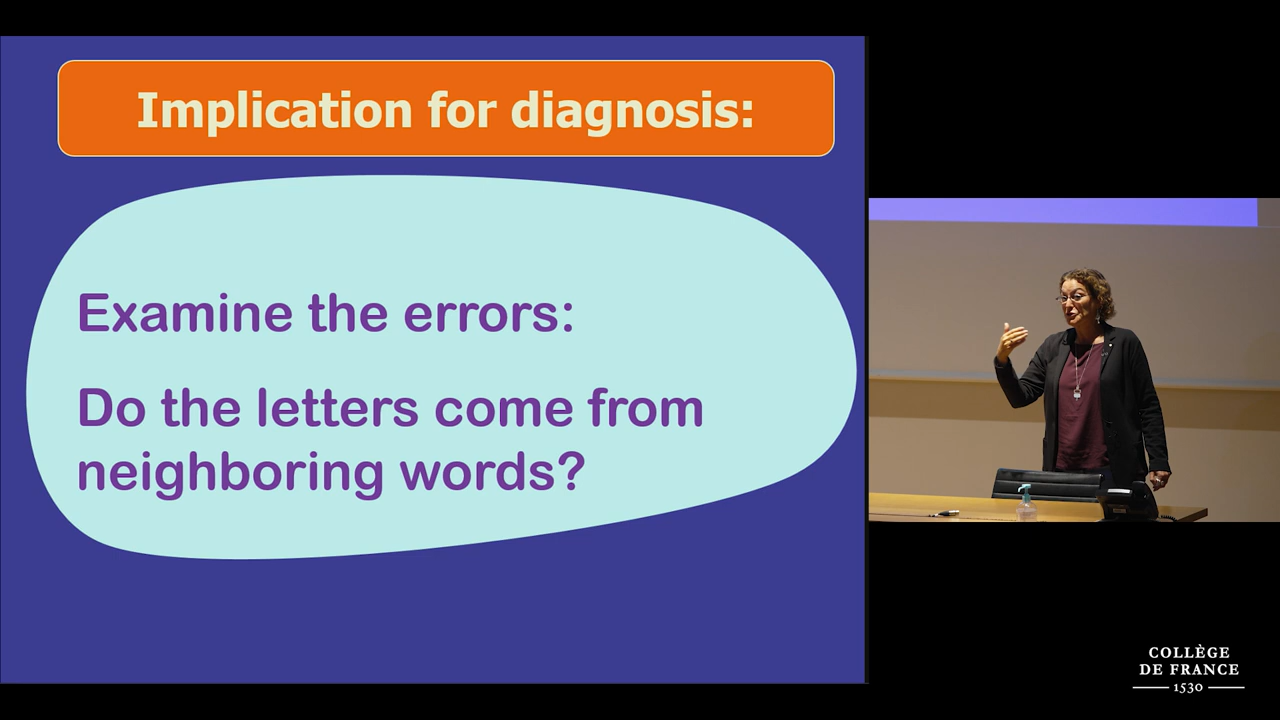 Implication for diagnosis:
Examine the errors:
Do the letters come from
neighboring words?
COLLÈGE
DE FRANCE
1530